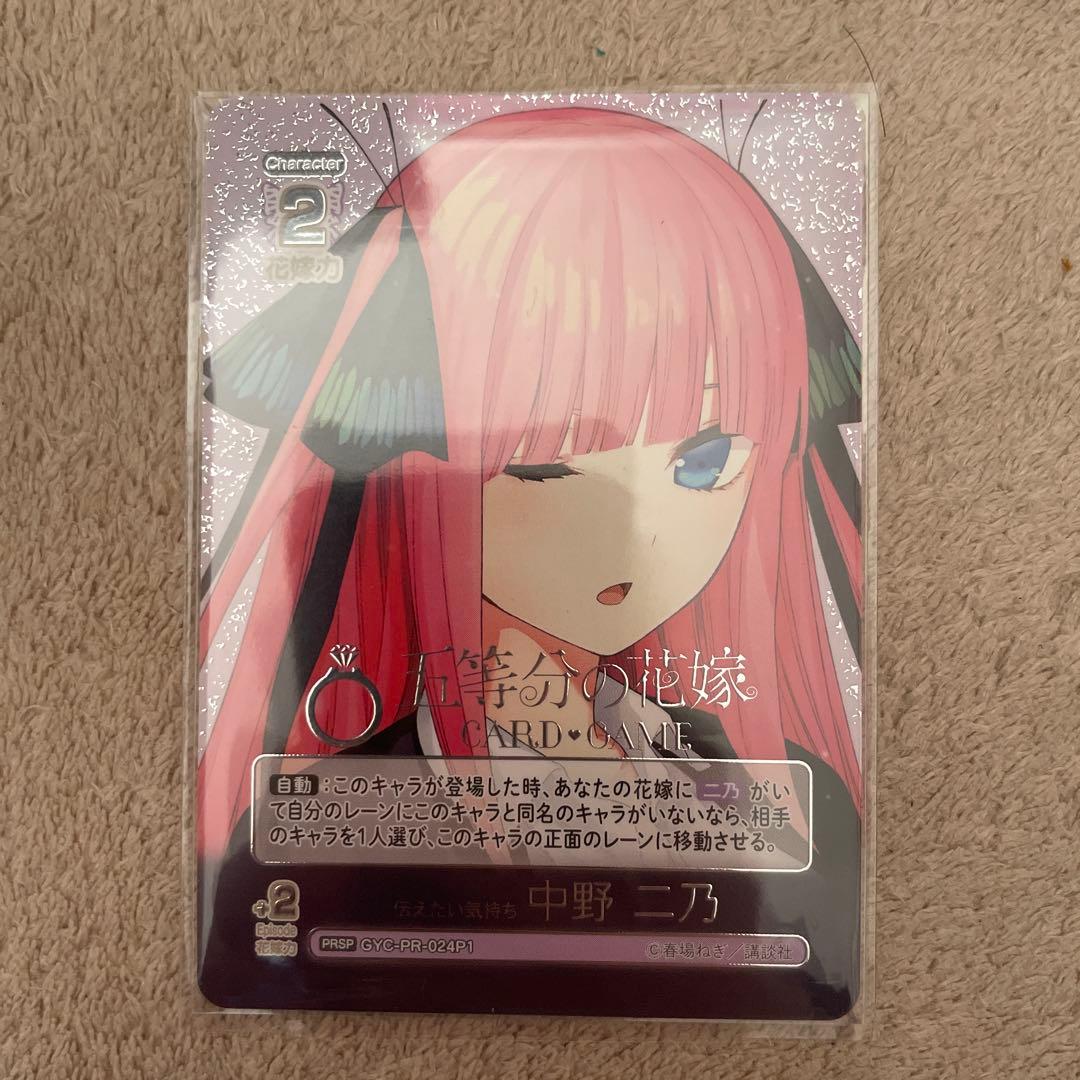 Character
2
花嫁力
五等分の花嫁
CARD♥GAME
自動:このキャラが登場した時、あなたの花嫁に 二乃 がい
て自分のレーンにこのキャラと同名のキャラがいないなら、相手
のキャラを1人選び、このキャラの正面のレーンに移動させる。
+2
Episode
花嫁力
伝えたい気持ち 中野 二乃
PRSP GYC-PR-024P1
©春場ねぎ/講談社